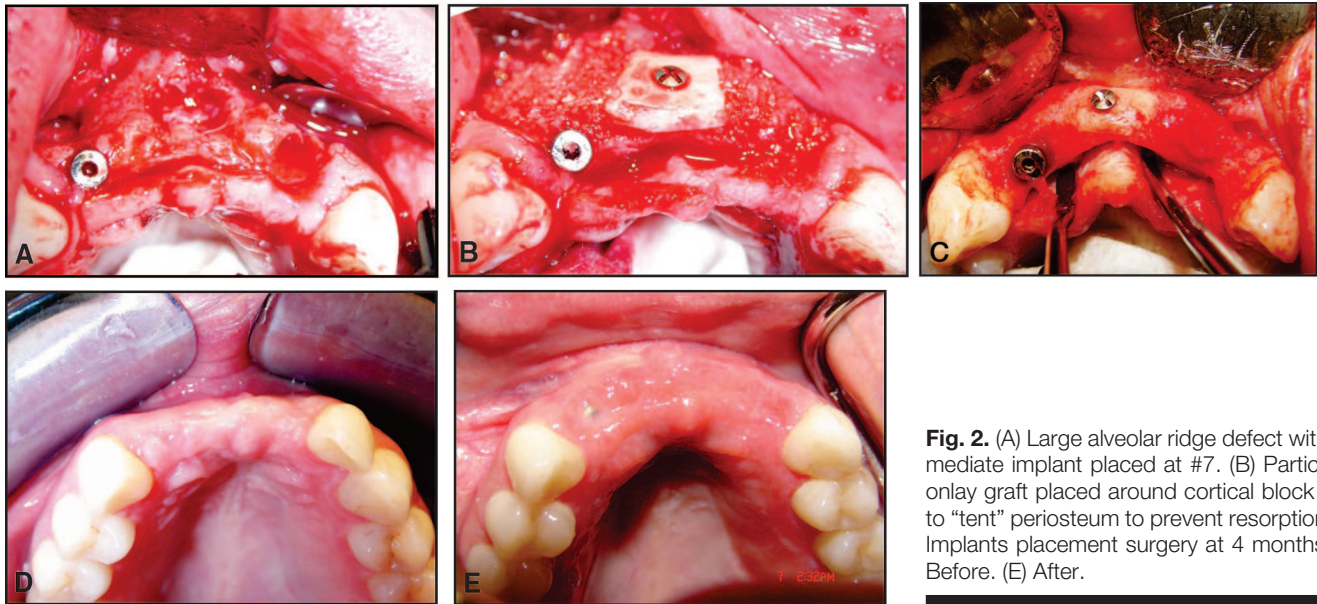 A
B
C
D
E
7 2:32PM
Fig. 2. (A) Large alveolar ridge defect wit
mediate implant placed at #7. (B) Partic
onlay graft placed around cortical block
to “tent” periosteum to prevent resorption
Implants placement surgery at 4 months
Before. (E) After.